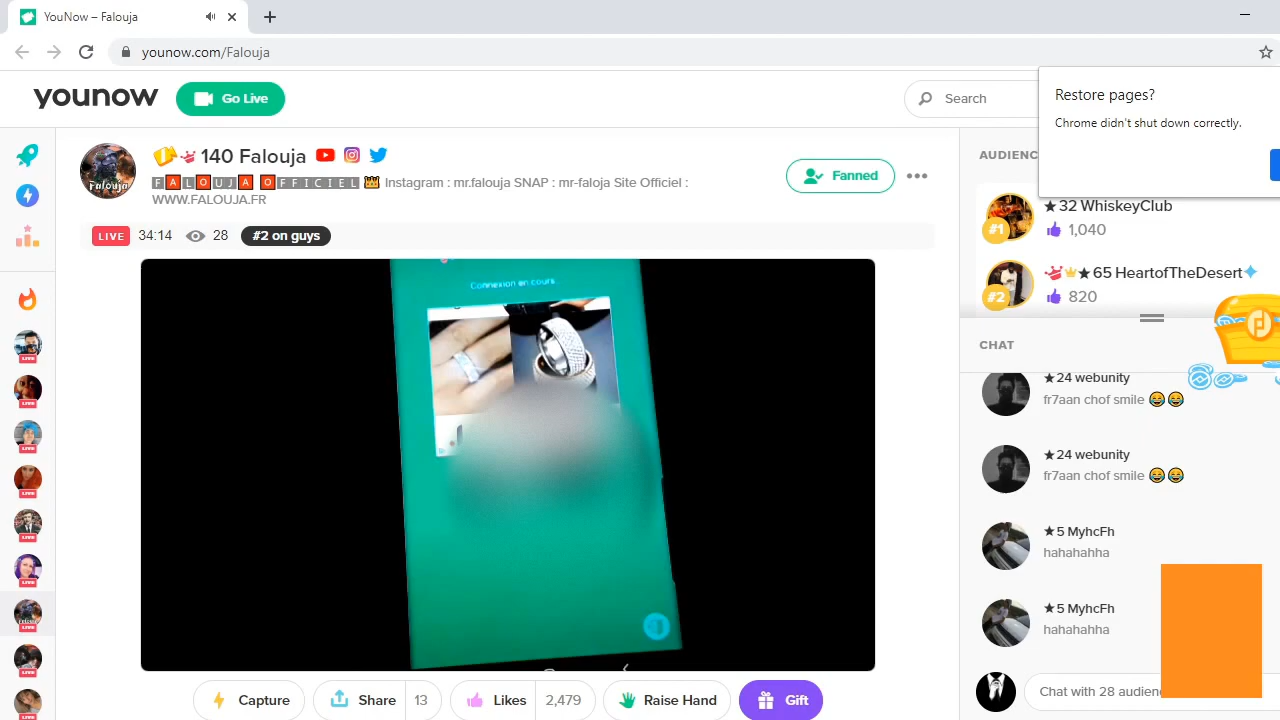 YouNow – Falouja
younow.com/Falouja
Restore pages?
Chrome didn't shut down correctly.
younow
Go Live
Search
140 Falouja
FALOUJA OFFICIEL 👑 Instagram : mr.falouja SNAP : mr-faloja Site Officiel :
WWW.FALOUJA.FR
Fanned
LIVE 34:14 28 #2 on guys
Connexion en cours
AUDIENC
#1 ★32 WhiskeyClub
1,040
#2 ★65 HeartofTheDesert
820
CHAT
★24 webunity
fr7aan chof smile 😂😂
★24 webunity
fr7aan chof smile 😂😂
★5 MyhcFh
hahahahha
★5 MyhcFh
hahahahha
Chat with 28 audien
Capture
Share 13
Likes 2,479
Raise Hand
Gift